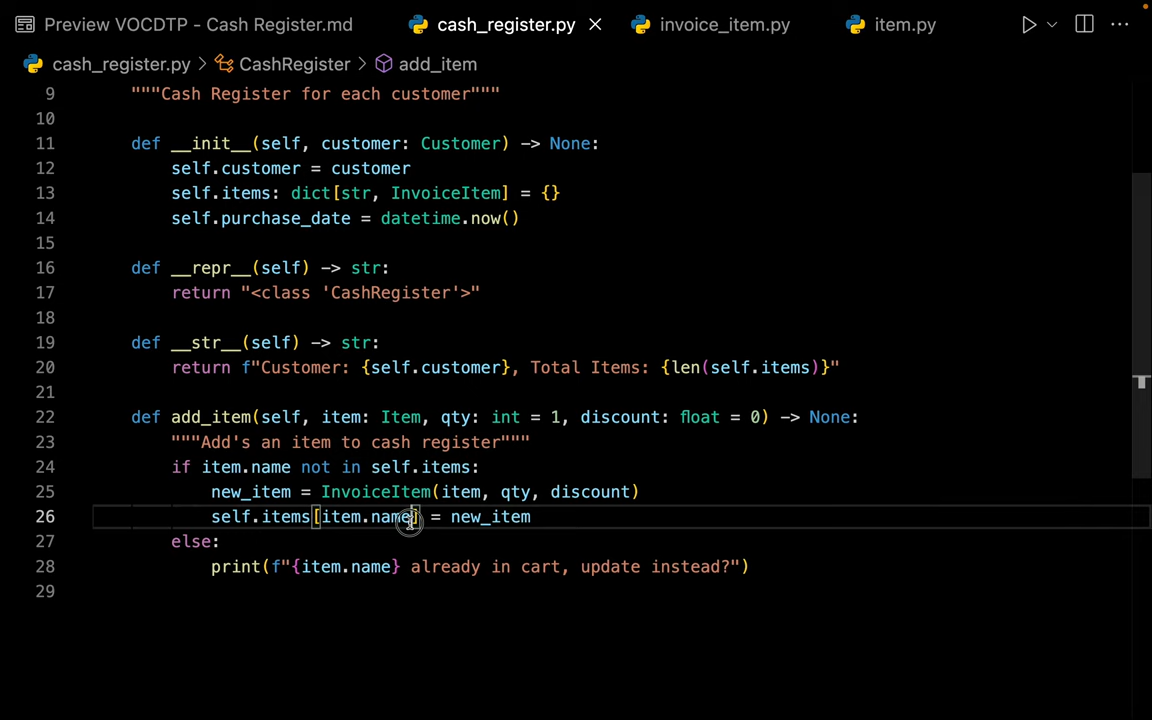 Preview VOCDTP - Cash Register.md cash_register.py invoice_item.py item.py
cash_register.py > CashRegister > add_item
9 """Cash Register for each customer"""
10
11 def __init__(self, customer: Customer) -> None:
12 self.customer = customer
13 self.items: dict[str, InvoiceItem] = {}
14 self.purchase_date = datetime.now()
15
16 def __repr__(self) -> str:
17 return "<class 'CashRegister'>"
18
19 def __str__(self) -> str:
20 return f"Customer: {self.customer}, Total Items: {len(self.items)}"
21
22 def add_item(self, item: Item, qty: int = 1, discount: float = 0) -> None:
23 """Add's an item to cash register"""
24 if item.name not in self.items:
25 new_item = InvoiceItem(item, qty, discount)
26 self.items[item.name] = new_item
27 else:
28 print(f"{item.name} already in cart, update instead?")
29